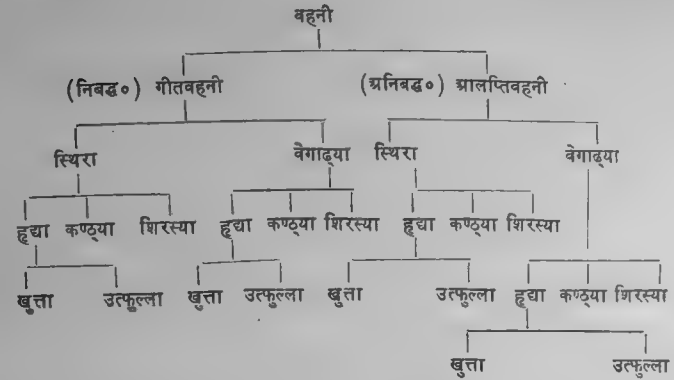 वहनी
(निबद्ध०) गीतवहनी (अनिबद्ध०) आलप्तिवहनी
स्थिरा वेगाढ्या स्थिरा वेगाढ्या
हृद्या कण्ठ्या शिरस्या हृद्या कण्ठ्या शिरस्या हृद्या कण्ठ्या शिरस्या
खुत्ता उत्फुल्ला खुत्ता उत्फुल्ला खुत्ता उत्फुल्ला हृद्या कण्ठ्या शिरस्या
खुत्ता उत्फुल्ला